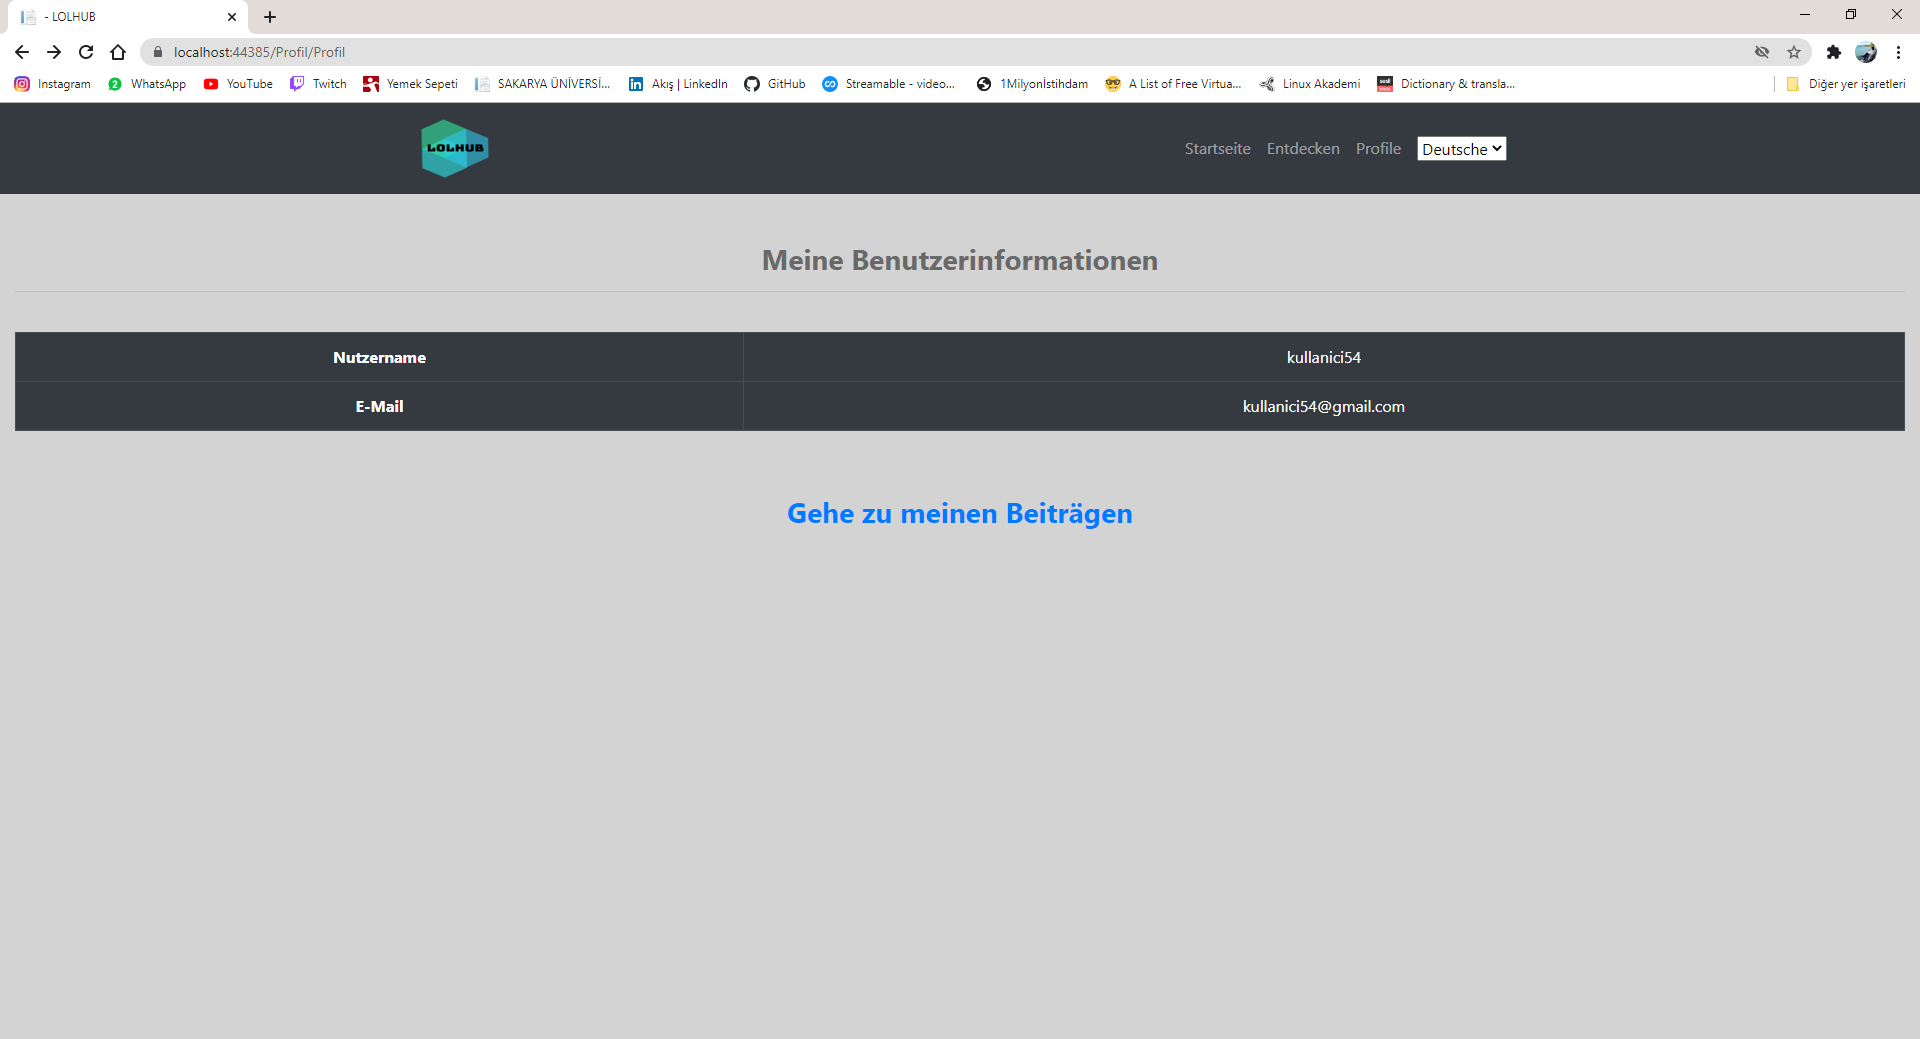 - LOLHUB
localhost:44385/Profil/Profil
Instagram WhatsApp YouTube Twitch Yemek Sepeti SAKARYA ÜNİVERSİ... Akış | LinkedIn GitHub Streamable - video... 1Milyonİstihdam A List of Free Virtua... Linux Akademi Dictionary & transla... Diğer yer işaretleri
LOLHUB Startseite Entdecken Profile Deutsche
Meine Benutzerinformationen
Nutzername kullanici54
E-Mail kullanici54@gmail.com
Gehe zu meinen Beiträgen